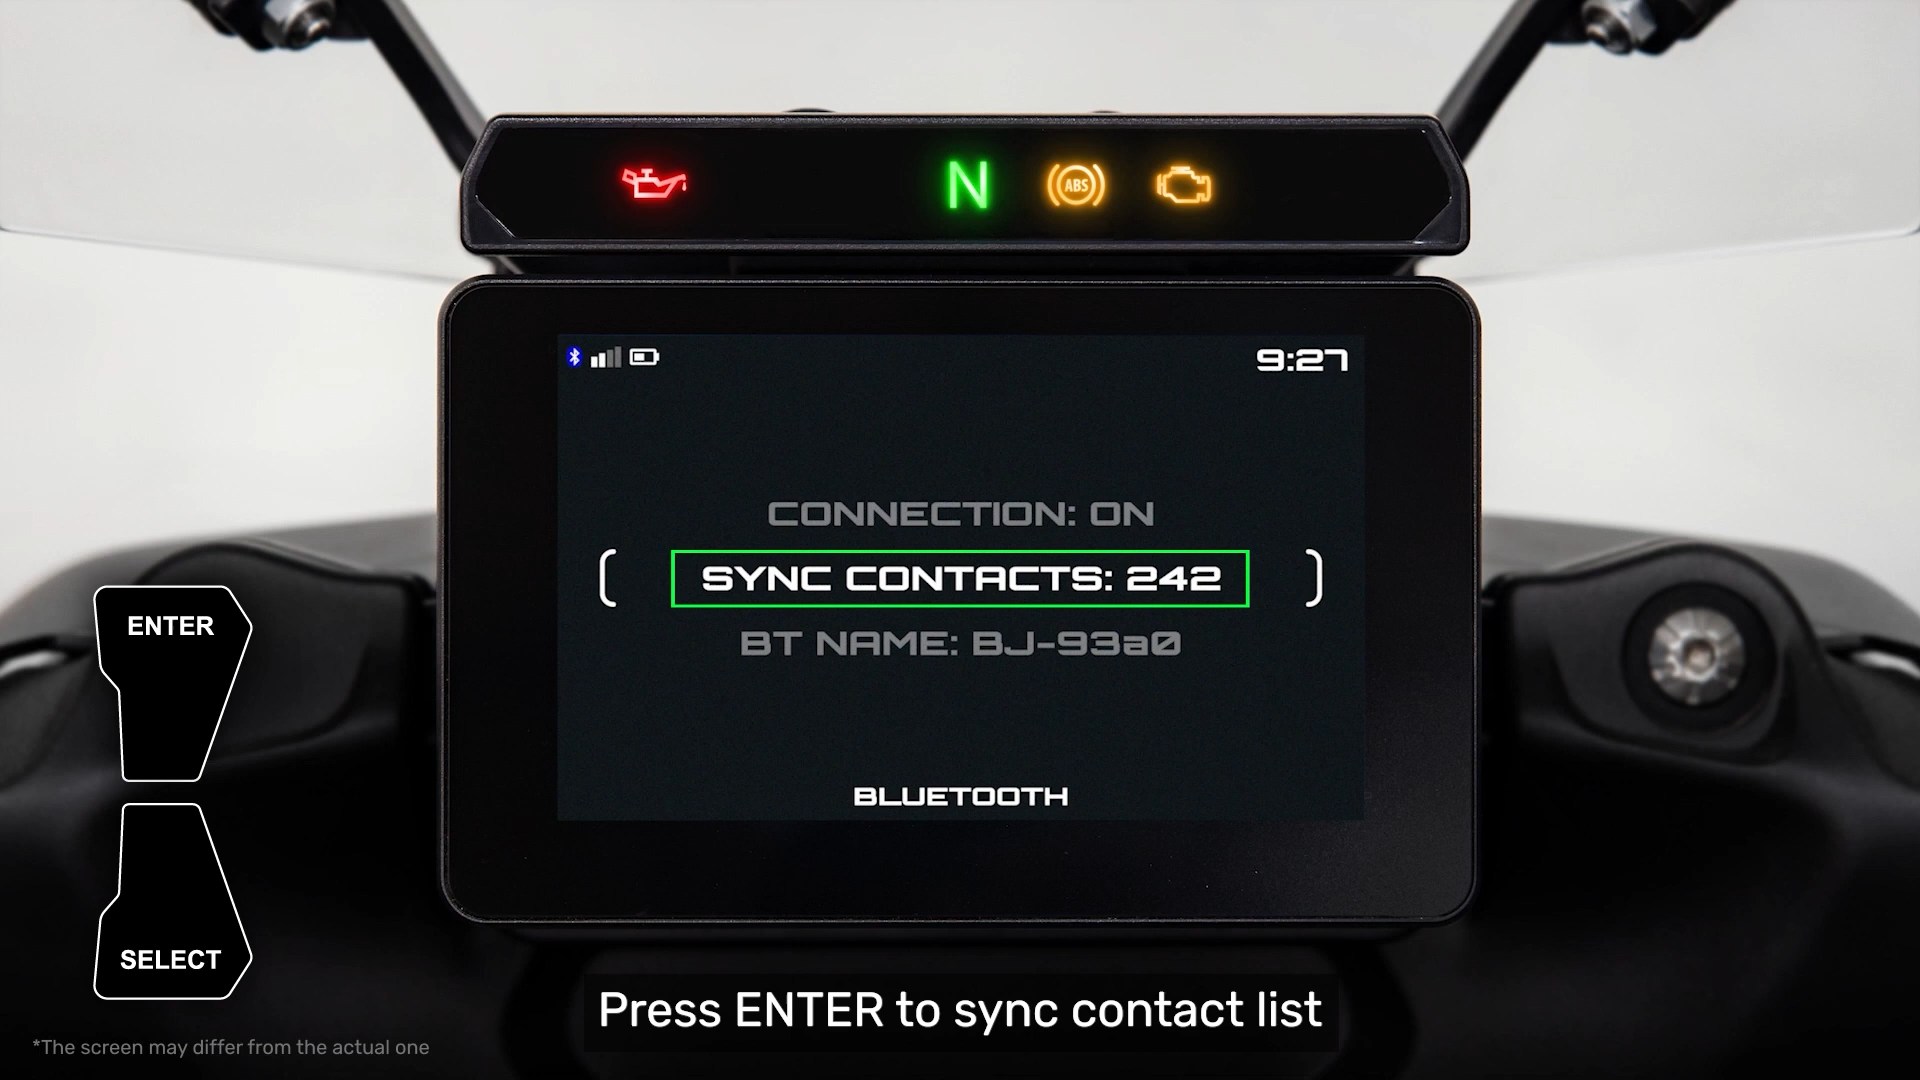 N
ABS
9:27
CONNECTION: ON
SYNC CONTACTS: 242
BT NAME: BJ-93a0
BLUETOOTH
ENTER
SELECT
Press ENTER to sync contact list
*The screen may differ from the actual one